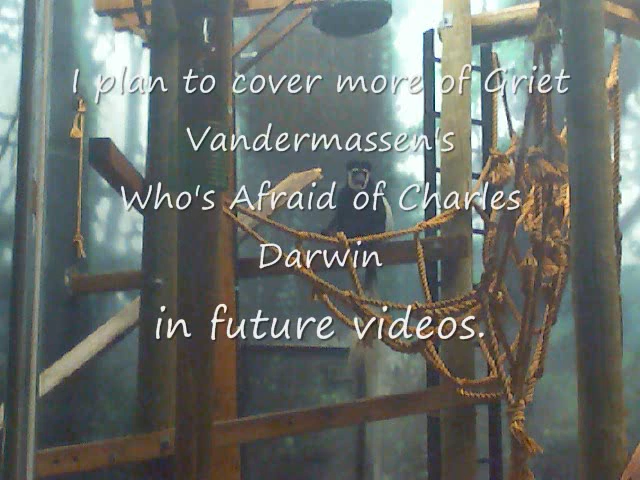 I plan to cover more of Griet
Vandermassen's
Who's Afraid of Charles
Darwin
in future videos.